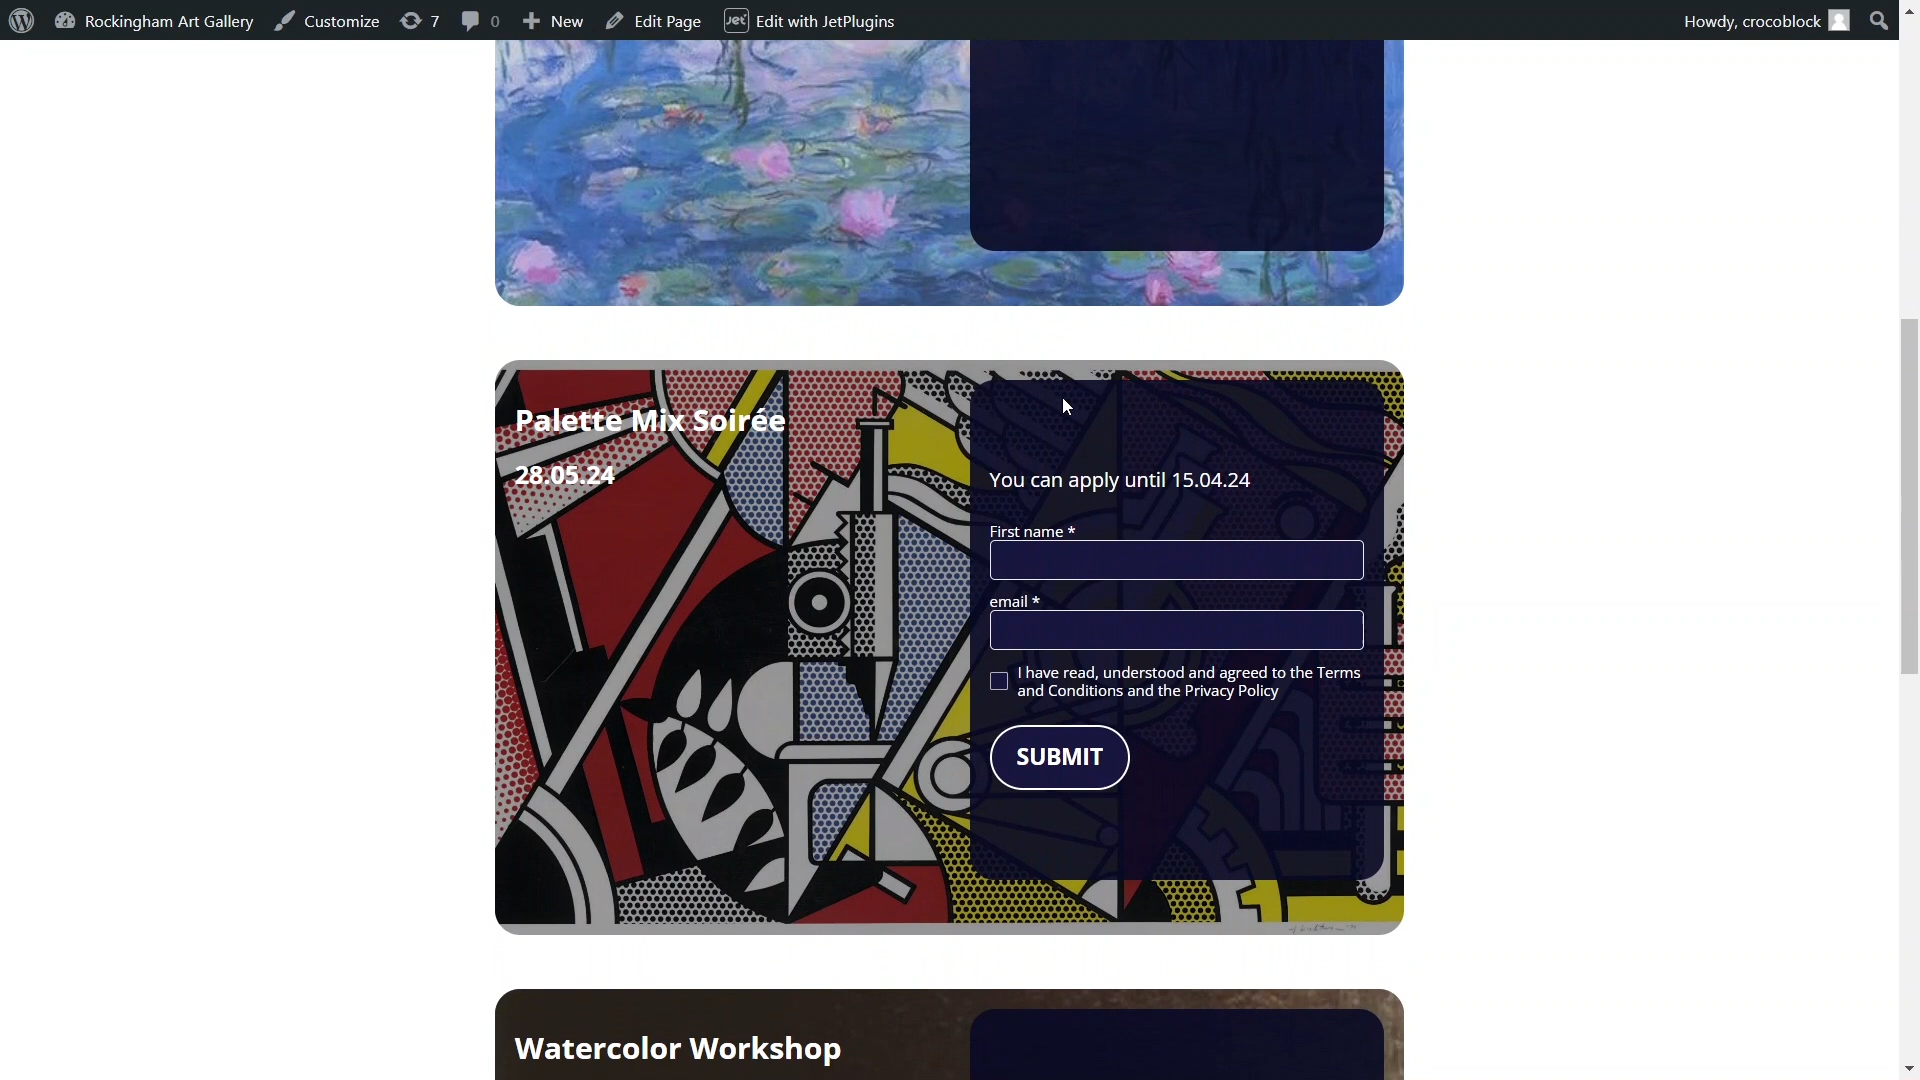 Rockingham Art Gallery Customize 7 0 New Edit Page Jet Edit with JetPlugins Howdy, crocoblock
Palette Mix Soirée
28.05.24
You can apply until 15.04.24
First name *
email *
I have read, understood and agreed to the Terms
and Conditions and the Privacy Policy
SUBMIT
Watercolor Workshop